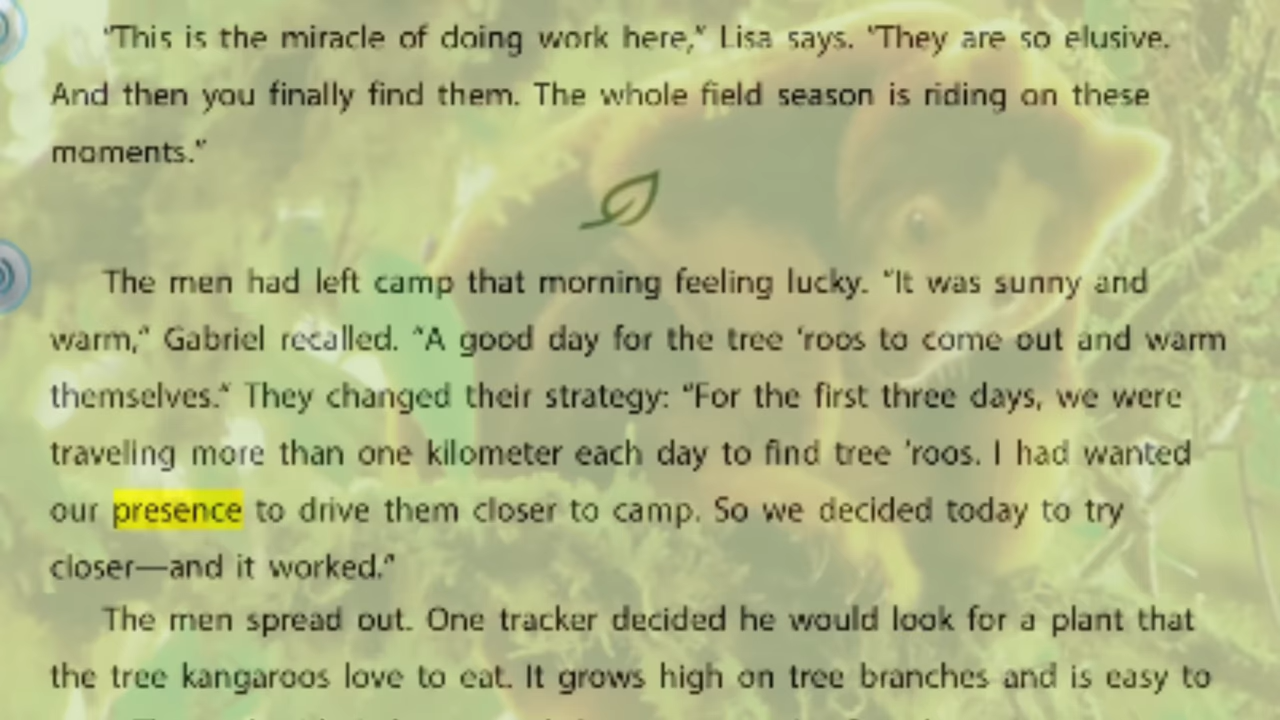 “This is the miracle of doing work here,” Lisa says. “They are so elusive.
And then you finally find them. The whole field season is riding on these
moments.”
The men had left camp that morning feeling lucky. “It was sunny and
warm,” Gabriel recalled. “A good day for the tree ’roos to come out and warm
themselves.” They changed their strategy: “For the first three days, we were
traveling more than one kilometer each day to find tree ’roos. I had wanted
our presence to drive them closer to camp. So we decided today to try
closer—and it worked.”
The men spread out. One tracker decided he would look for a plant that
the tree kangaroos love to eat. It grows high on tree branches and is easy to